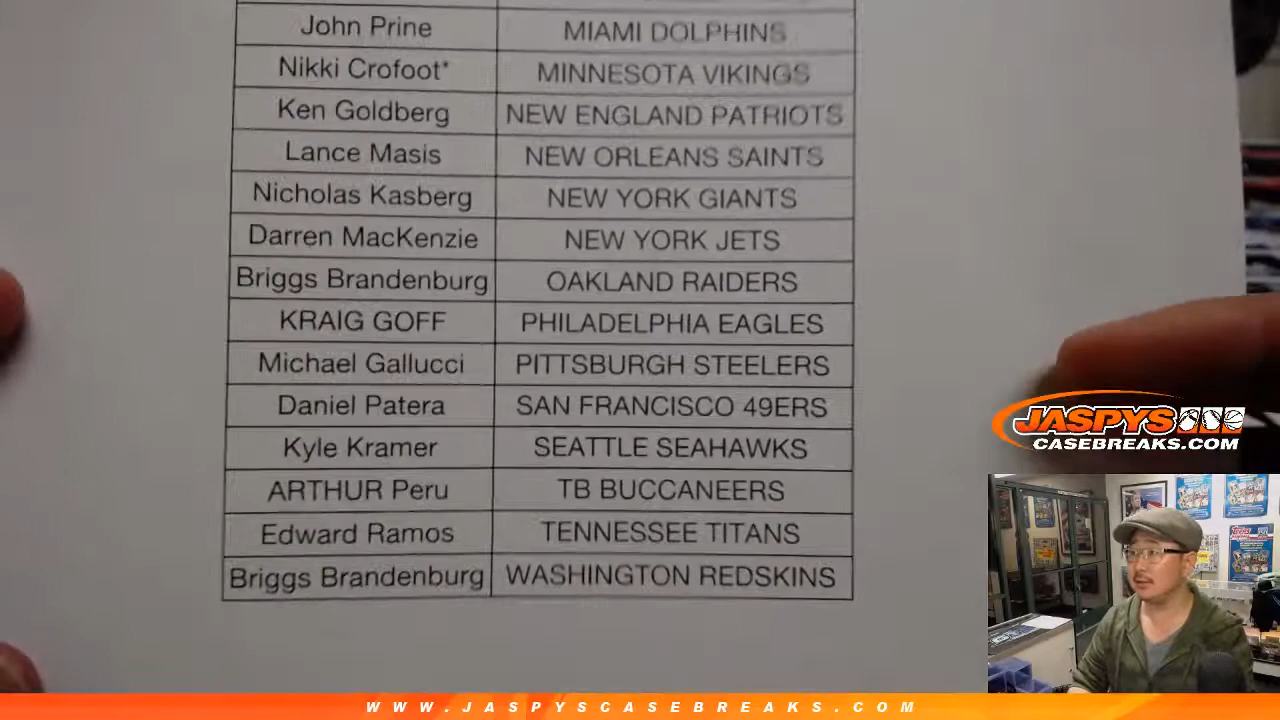 John Prine MIAMI DOLPHINS
Nikki Crofoot* MINNESOTA VIKINGS
Ken Goldberg NEW ENGLAND PATRIOTS
Lance Masis NEW ORLEANS SAINTS
Nicholas Kasberg NEW YORK GIANTS
Darren MacKenzie NEW YORK JETS
Briggs Brandenburg OAKLAND RAIDERS
KRAIG GOFF PHILADELPHIA EAGLES
Michael Gallucci PITTSBURGH STEELERS
Daniel Patera SAN FRANCISCO 49ERS
Kyle Kramer SEATTLE SEAHAWKS
ARTHUR Peru TB BUCCANEERS
Edward Ramos TENNESSEE TITANS
Briggs Brandenburg WASHINGTON REDSKINS
JASPYS
CASEBREAKS.COM
WWW.JASPYSCASEBREAKS.COM